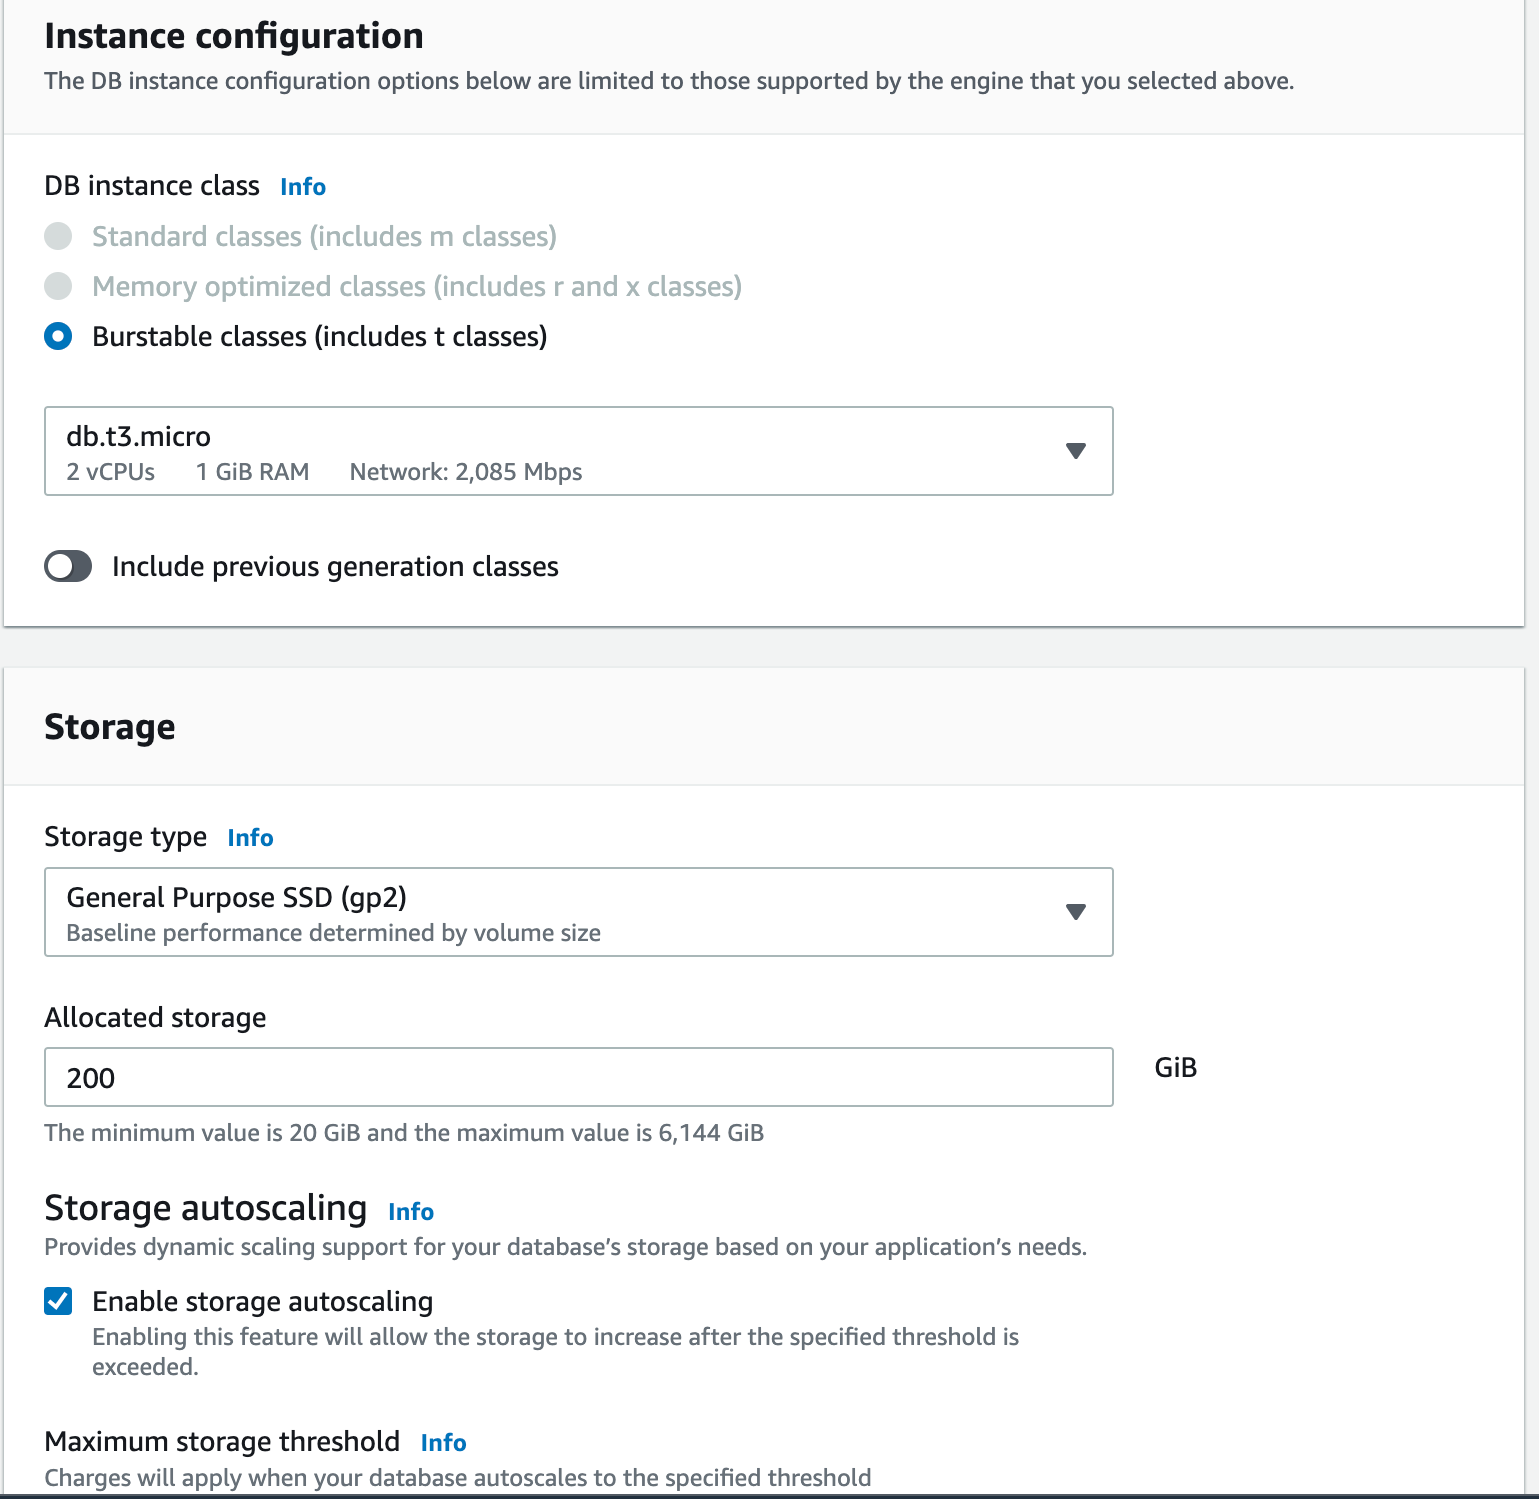 Instance configuration
The DB instance configuration options below are limited to those supported by the engine that you selected above.
DB instance class Info
Standard classes (includes m classes)
Memory optimized classes (includes r and x classes)
Burstable classes (includes t classes)
db.t3.micro
2 vCPUs 1 GiB RAM Network: 2,085 Mbps
Include previous generation classes
Storage
Storage type Info
General Purpose SSD (gp2)
Baseline performance determined by volume size
Allocated storage
200 GiB
The minimum value is 20 GiB and the maximum value is 6,144 GiB
Storage autoscaling Info
Provides dynamic scaling support for your database’s storage based on your application’s needs.
Enable storage autoscaling
Enabling this feature will allow the storage to increase after the specified threshold is
exceeded.
Maximum storage threshold Info
Charges will apply when your database autoscales to the specified threshold